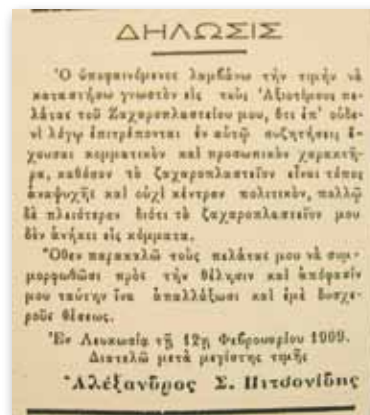 ΔΗΛΩΣΙΣ
Ὁ ὑποφαινόμενος λαμβάνω τὴν τιμὴν νὰ
καταστήσω γνωστὸν εἰς τοὺς Ἀξιοτίμους πε-
λάτας τοῦ Ζαχαροπλαστείου μου, ὅτι ἐπ' οὐδε-
νὶ λόγῳ ἐπιτρέπονται ἐν αὐτῷ συζητήσεις ἔ-
χουσαι κομματικὸν καὶ προσωπικὸν χαρακτῆ-
ρα, καθόσον τὸ ζαχαροπλαστεῖον εἶναι τόπος
ἀναψυχῆς καὶ οὐχὶ κέντρον πολιτικὸν, πολλῷ
δὲ πλειότερον διότι τὸ ζαχαροπλαστεῖον μου
δὲν ἀνήκει εἰς κόμματα.
Ὅθεν παρακαλῶ τοὺς πελάτας μου νὰ συμ-
μορφωθῶσι πρὸς τὴν θέλησιν καὶ ἀπόφασίν
μου ταύτην ἵνα ἀπαλλάξωσι καὶ ἐμὲ δυσχε-
ροῦς θέσεως.
Ἐν Λευκωσίᾳ τῇ 12ῃ Φεβρουαρίου 1909.
Διατελῶ μετὰ μεγίστης τιμῆς
Ἀλέξανδρος Σ. Πιτσονίδης